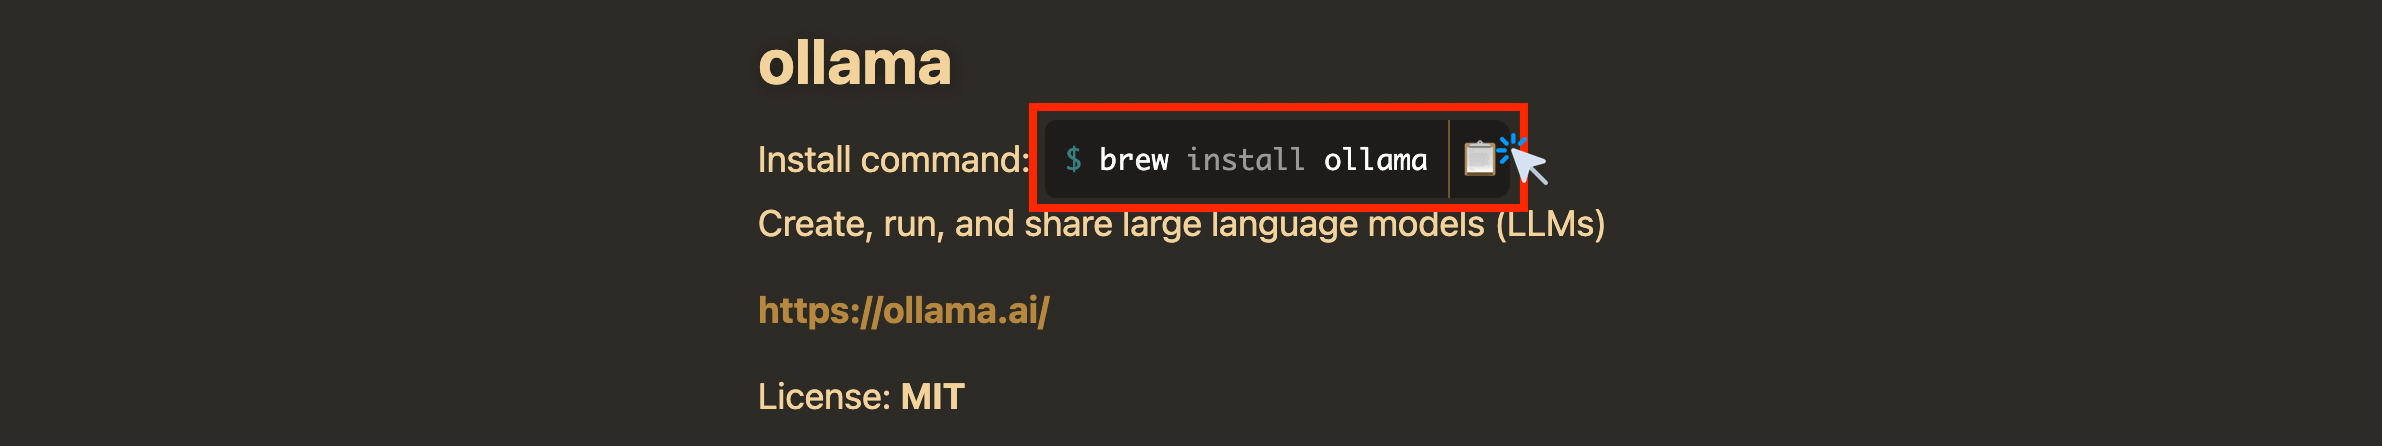 ollama
Install command: $ brew install ollama
Create, run, and share large language models (LLMs)
https://ollama.ai/
License: MIT